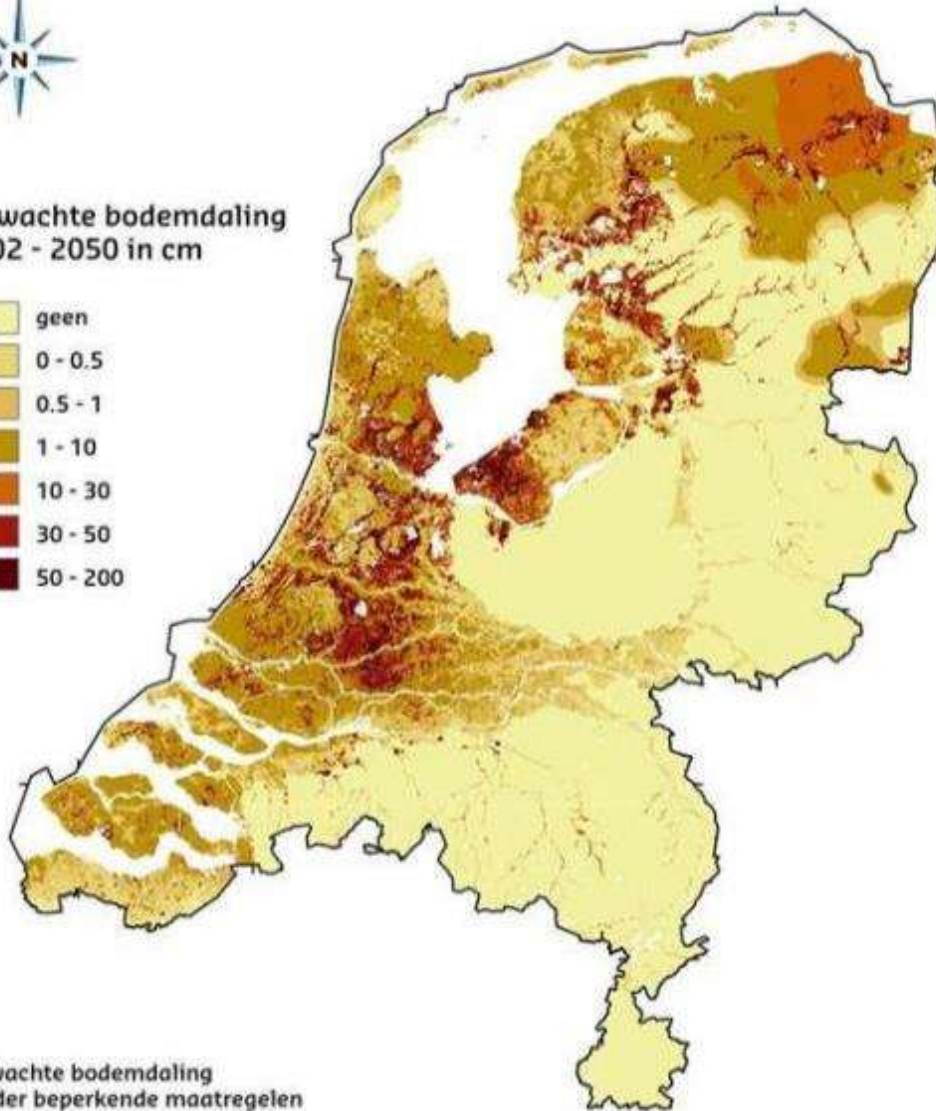 N
wachte bodemdaling
02 - 2050 in cm
geen
0 - 0.5
0.5 - 1
1 - 10
10 - 30
30 - 50
50 - 200
wachte bodemdaling
der beperkende maatregelen